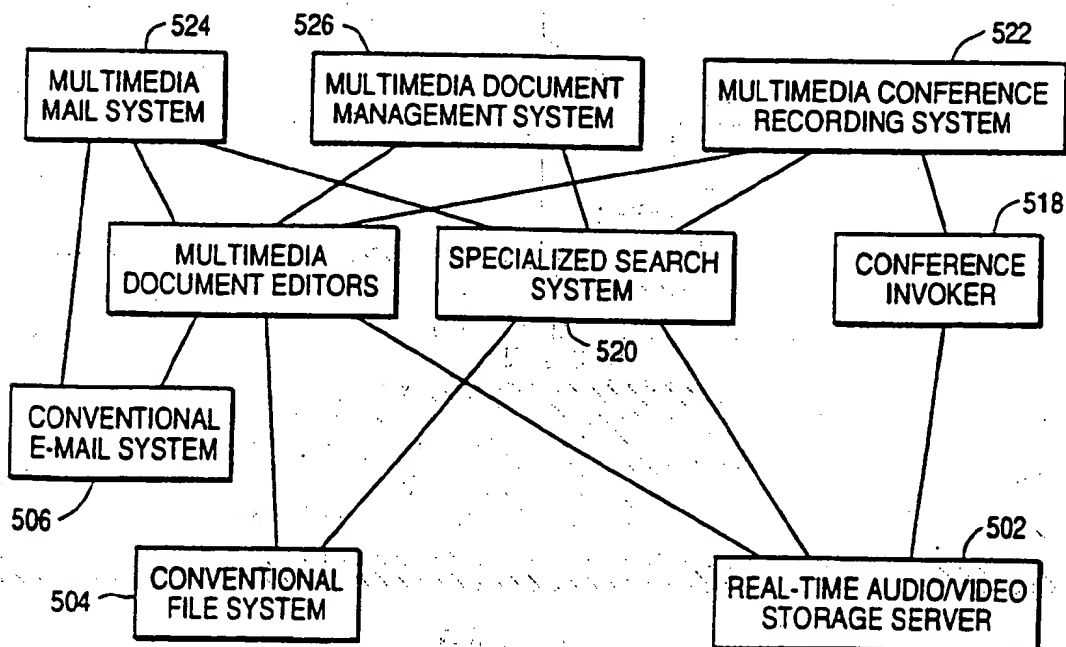 524
526
522
MULTIMEDIA
MAIL SYSTEM
MULTIMEDIA DOCUMENT
MANAGEMENT SYSTEM
MULTIMEDIA CONFERENCE
RECORDING SYSTEM
518
MULTIMEDIA
DOCUMENT EDITORS
SPECIALIZED SEARCH
SYSTEM
CONFERENCE
INVOKER
520
CONVENTIONAL
E-MAIL SYSTEM
506
502
504
CONVENTIONAL
FILE SYSTEM
REAL-TIME AUDIO/VIDEO
STORAGE SERVER